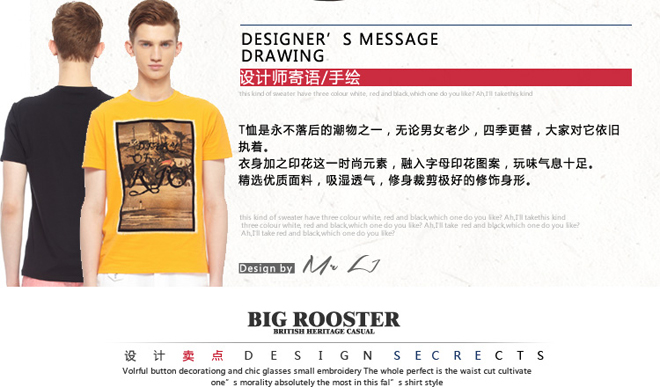 DESIGNER'S MESSAGE
DRAWING
设计师寄语/手绘
this kind of sweater have three colour white, red and black,which one do you like? Ah,I'll takethis,kind
T恤是永不落后的潮物之一，无论男女老少，四季更替，大家对它依旧
执着。
衣身加之印花这一时尚元素，融入字母印花图案，玩味气息十足。
精选优质面料，吸湿透气，修身裁剪极好的修饰身形。
this kind of sweater have three colour white, red and black,which one do you like? Ah,I'll takethis kind
three colour white, red and black,which one do you like? Ah,I'll take red and black,which one do you like?
Ah,I'll take red and black,which one do you like?
Design by Mr LJ
BIG ROOSTER
BRITISH HERITAGE CASUAL
设计卖点DESIGN SECRECTS
Volrful button decorationg and chic glasses small embroidery The whole perfect is the waist cut cultivate
one"s morality absolutely the most in this fal"s shirt style